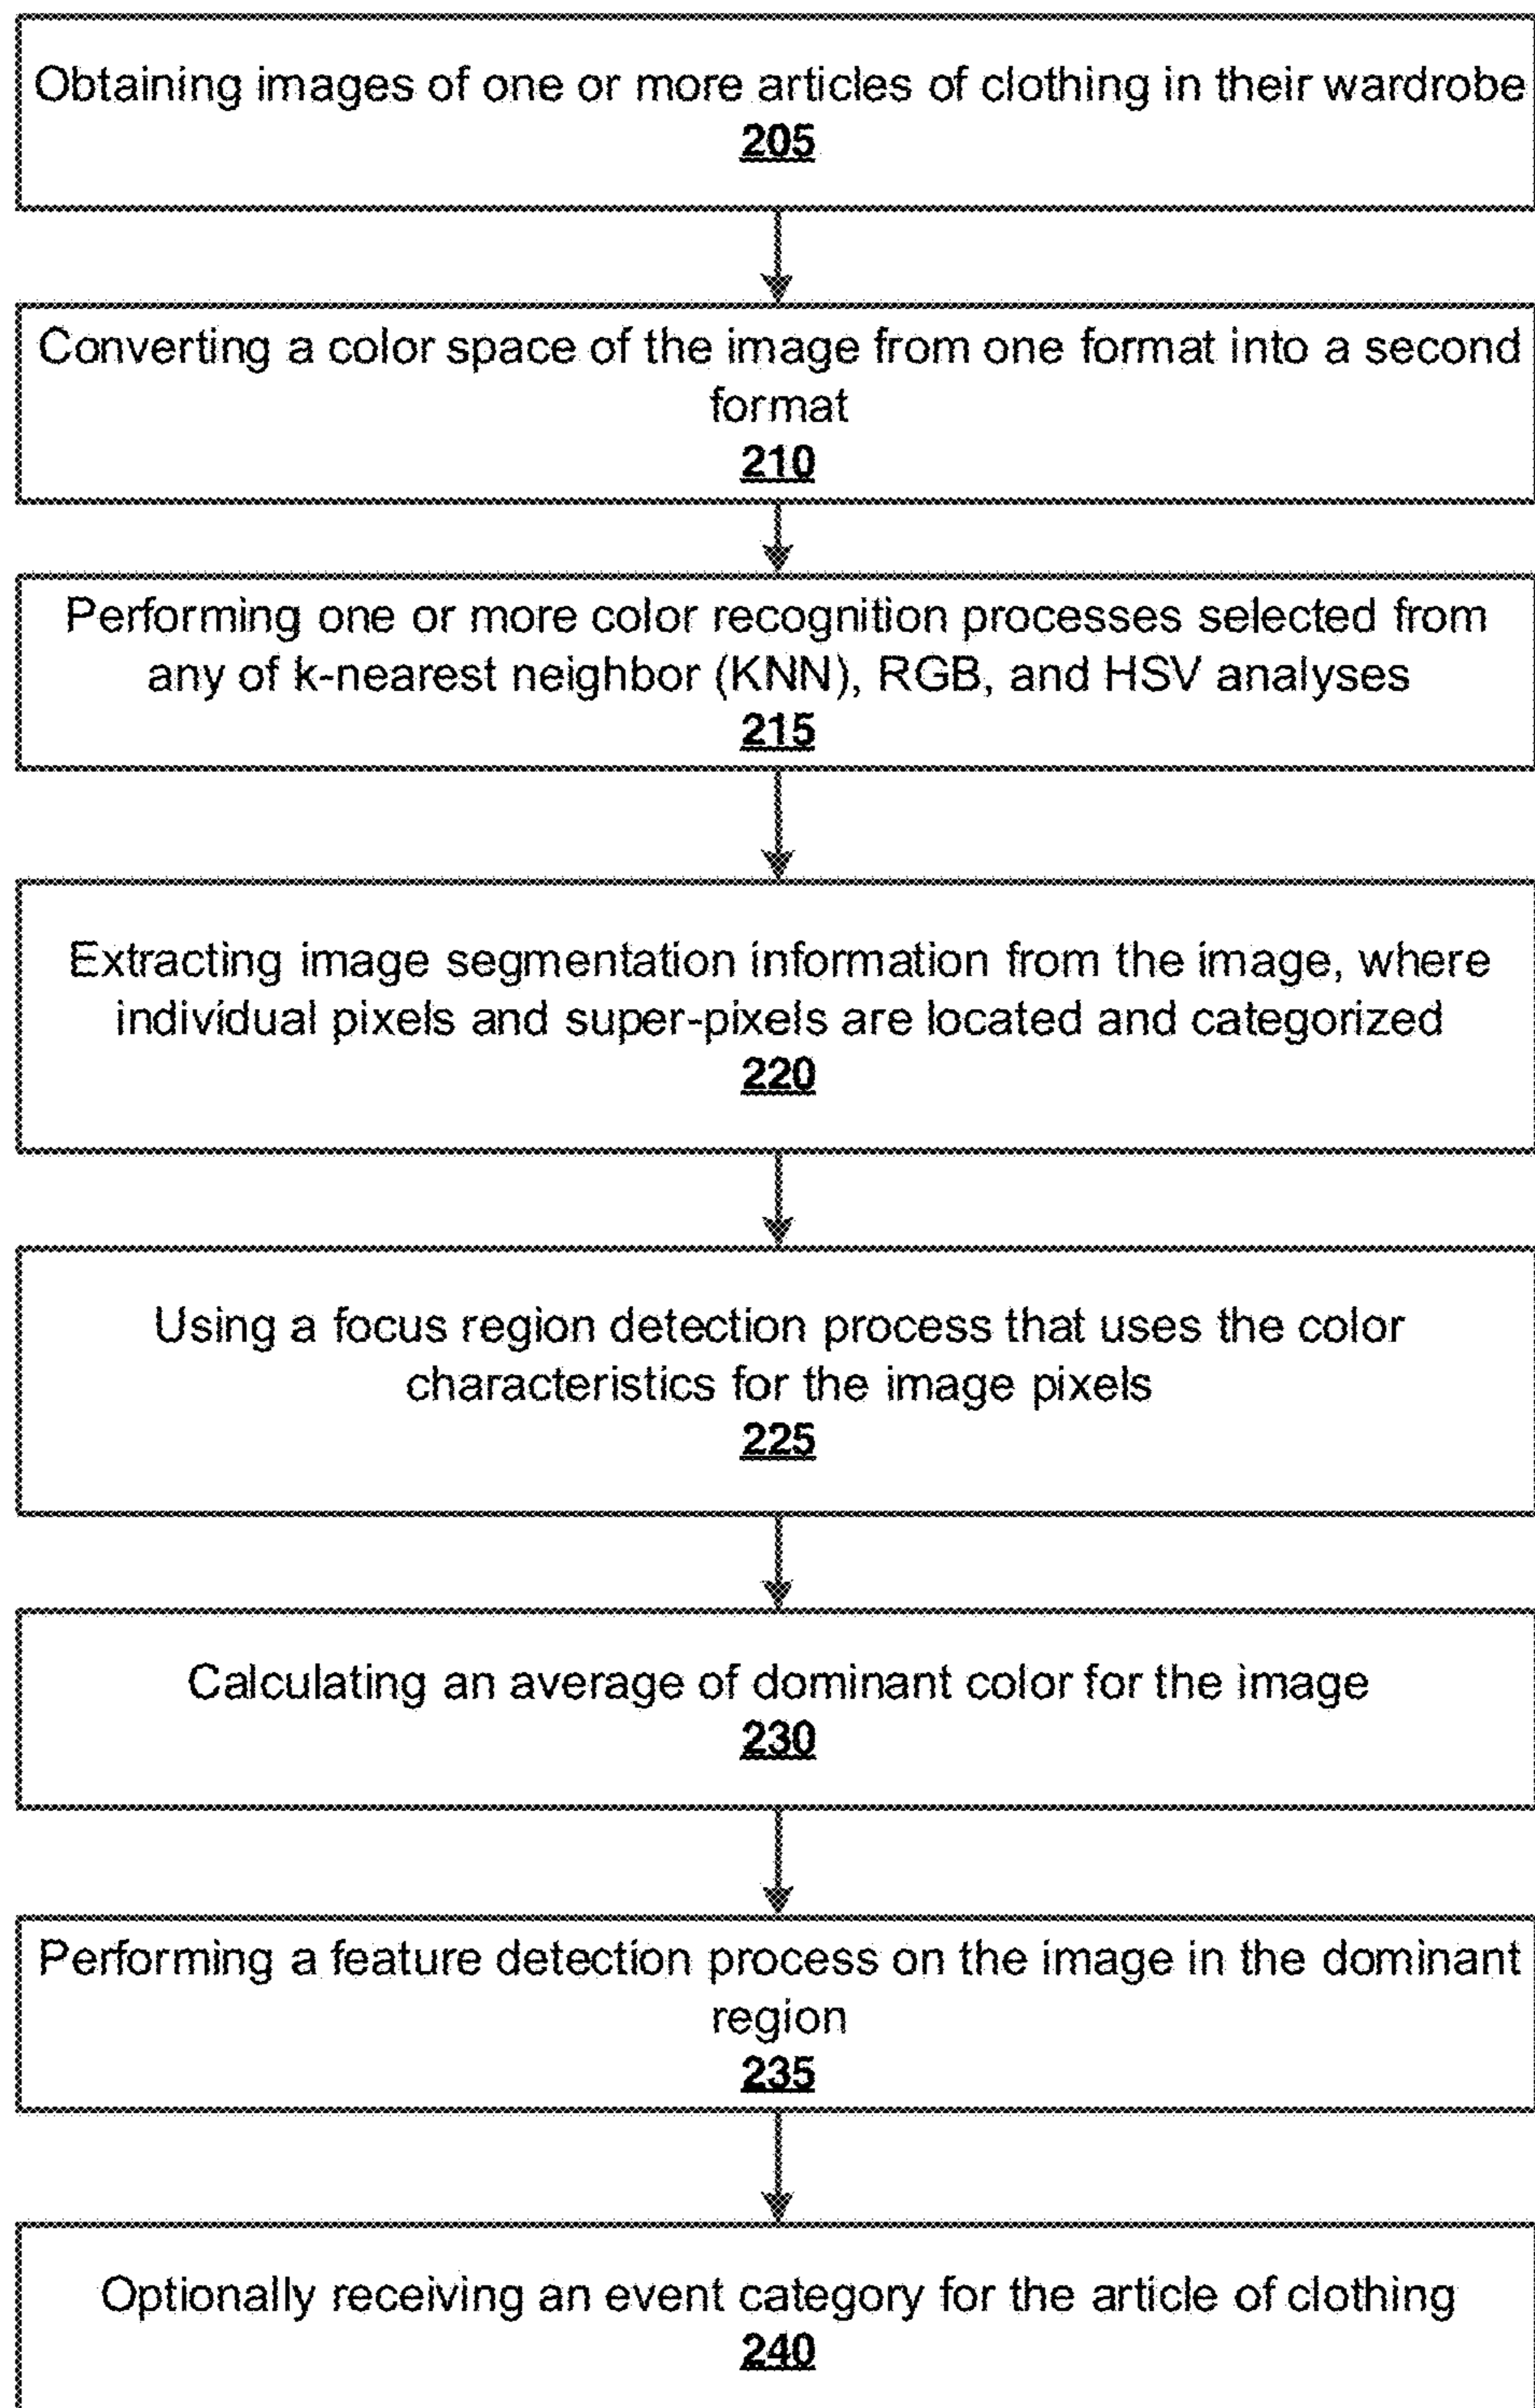 Obtaining images of one or more articles of clothing in their wardrobe
205
Converting a color space of the image from one format into a second
format
210
Performing one or more color recognition processes selected from
any of k-nearest neighbor (KNN), RGB, and HSV analyses
215
Extracting image segmentation information from the image, where
individual pixels and super-pixels are located and categorized
220
Using a focus region detection process that uses the color
characteristics for the image pixels
225
Calculating an average of dominant color for the image
230
Performing a feature detection process on the image in the dominant
region
235
Optionally receiving an event category for the article of clothing
240